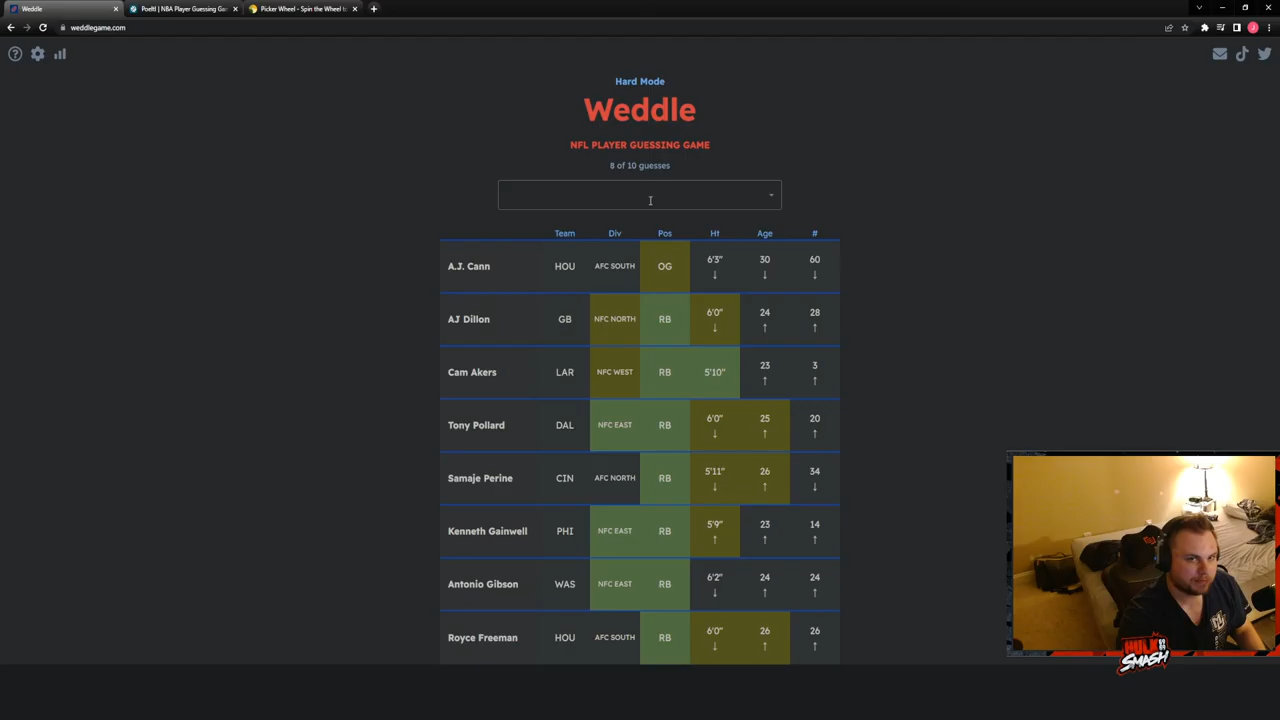 Weddle
Poeltl | NBA Player Guessing Ga
Picker Wheel - Spin the Wheel to
weddlegame.com
J
Hard Mode
Weddle
NFL PLAYER GUESSING GAME
8 of 10 guesses
Team Div Pos Ht Age #
A.J. Cann HOU AFC SOUTH OG 6'3" ↓ 30 ↓ 60 ↓
AJ Dillon GB NFC NORTH RB 6'0" ↓ 24 ↑ 28 ↑
Cam Akers LAR NFC WEST RB 5'10" 23 ↑ 3 ↑
Tony Pollard DAL NFC EAST RB 6'0" ↓ 25 ↑ 20 ↑
Samaje Perine CIN AFC NORTH RB 5'11" ↓ 26 ↑ 34 ↓
Kenneth Gainwell PHI NFC EAST RB 5'9" ↑ 23 ↑ 14 ↑
Antonio Gibson WAS NFC EAST RB 6'2" ↓ 24 ↑ 24 ↑
Royce Freeman HOU AFC SOUTH RB 6'0" ↓ 26 ↑ 26 ↑
HULK
SMASH